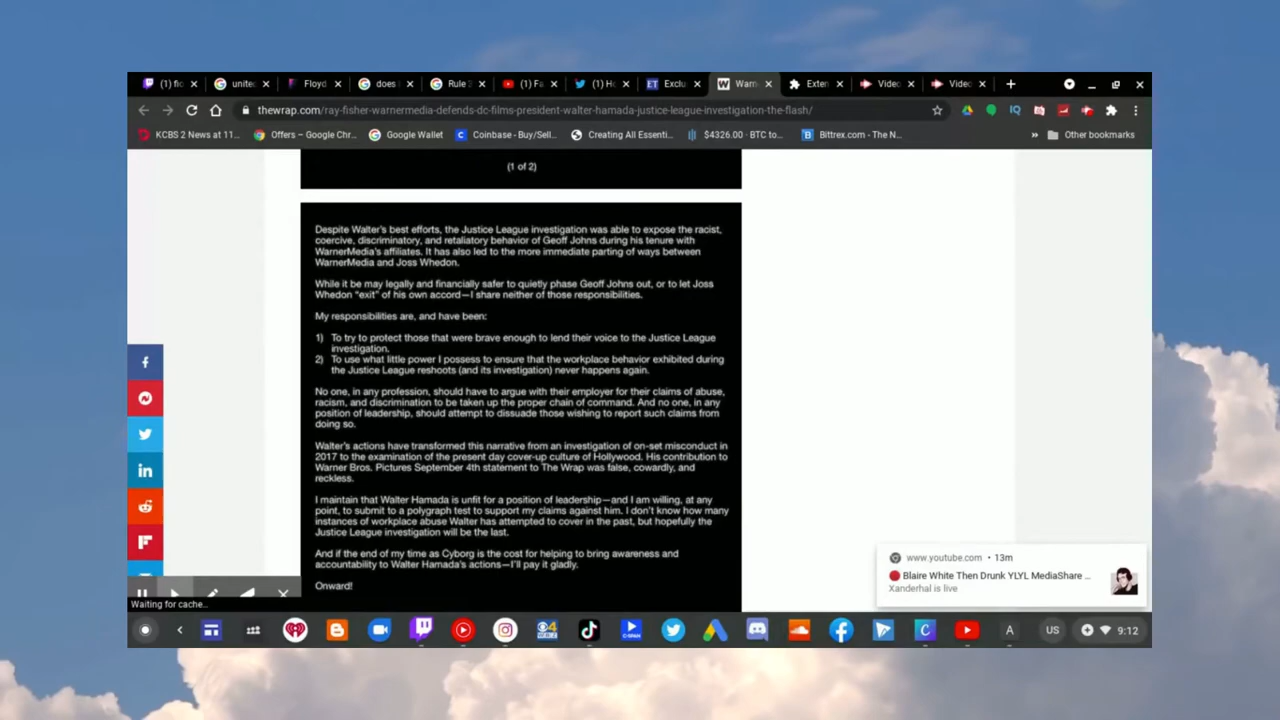 (1) flo
unitec
Floyd
does
Rule
(1) Fa
(1) Ho
ET Exclu
W Warn
Exten
Video
Video
thewrap.com/ray-fisher-warnermedia-defends-dc-films-president-walter-hamada-justice-league-investigation-the-flash/
KCBS 2 News at 11...
Offers – Google Chr...
Google Wallet
Coinbase - Buy/Sell...
Creating All Essenti...
$4326.00 · BTC to...
Bittrex.com - The N...
» Other bookmarks
(1 of 2)
Despite Walter's best efforts, the Justice League investigation was able to expose the racist,
coercive, discriminatory, and retaliatory behavior of Geoff Johns during his tenure with
WarnerMedia's affiliates. It has also led to the more immediate parting of ways between
WarnerMedia and Joss Whedon.
While it be may legally and financially safer to quietly phase Geoff Johns out, or to let Joss
Whedon "exit" of his own accord—I share neither of those responsibilities.
My responsibilities are, and have been:
1) To try to protect those that were brave enough to lend their voice to the Justice League
investigation.
2) To use what little power I possess to ensure that the workplace behavior exhibited during
the Justice League reshoots (and its investigation) never happens again.
No one, in any profession, should have to argue with their employer for their claims of abuse,
racism, and discrimination to be taken up the proper chain of command. And no one, in any
position of leadership, should attempt to dissuade those wishing to report such claims from
doing so.
Walter's actions have transformed this narrative from an investigation of on-set misconduct in
2017 to the examination of the present day cover-up culture of Hollywood. His contribution to
Warner Bros. Pictures September 4th statement to The Wrap was false, cowardly, and
reckless.
I maintain that Walter Hamada is unfit for a position of leadership—and I am willing, at any
point, to submit to a polygraph test to support my claims against him. I don't know how many
instances of workplace abuse Walter has attempted to cover in the past, but hopefully the
Justice League investigation will be the last.
And if the end of my time as Cyborg is the cost for helping to bring awareness and
accountability to Walter Hamada's actions—I'll pay it gladly.
Onward!
www.youtube.com • 13m
Blaire White Then Drunk YLYL MediaShare ...
Xanderhal is live
Waiting for cache...
US
9:12